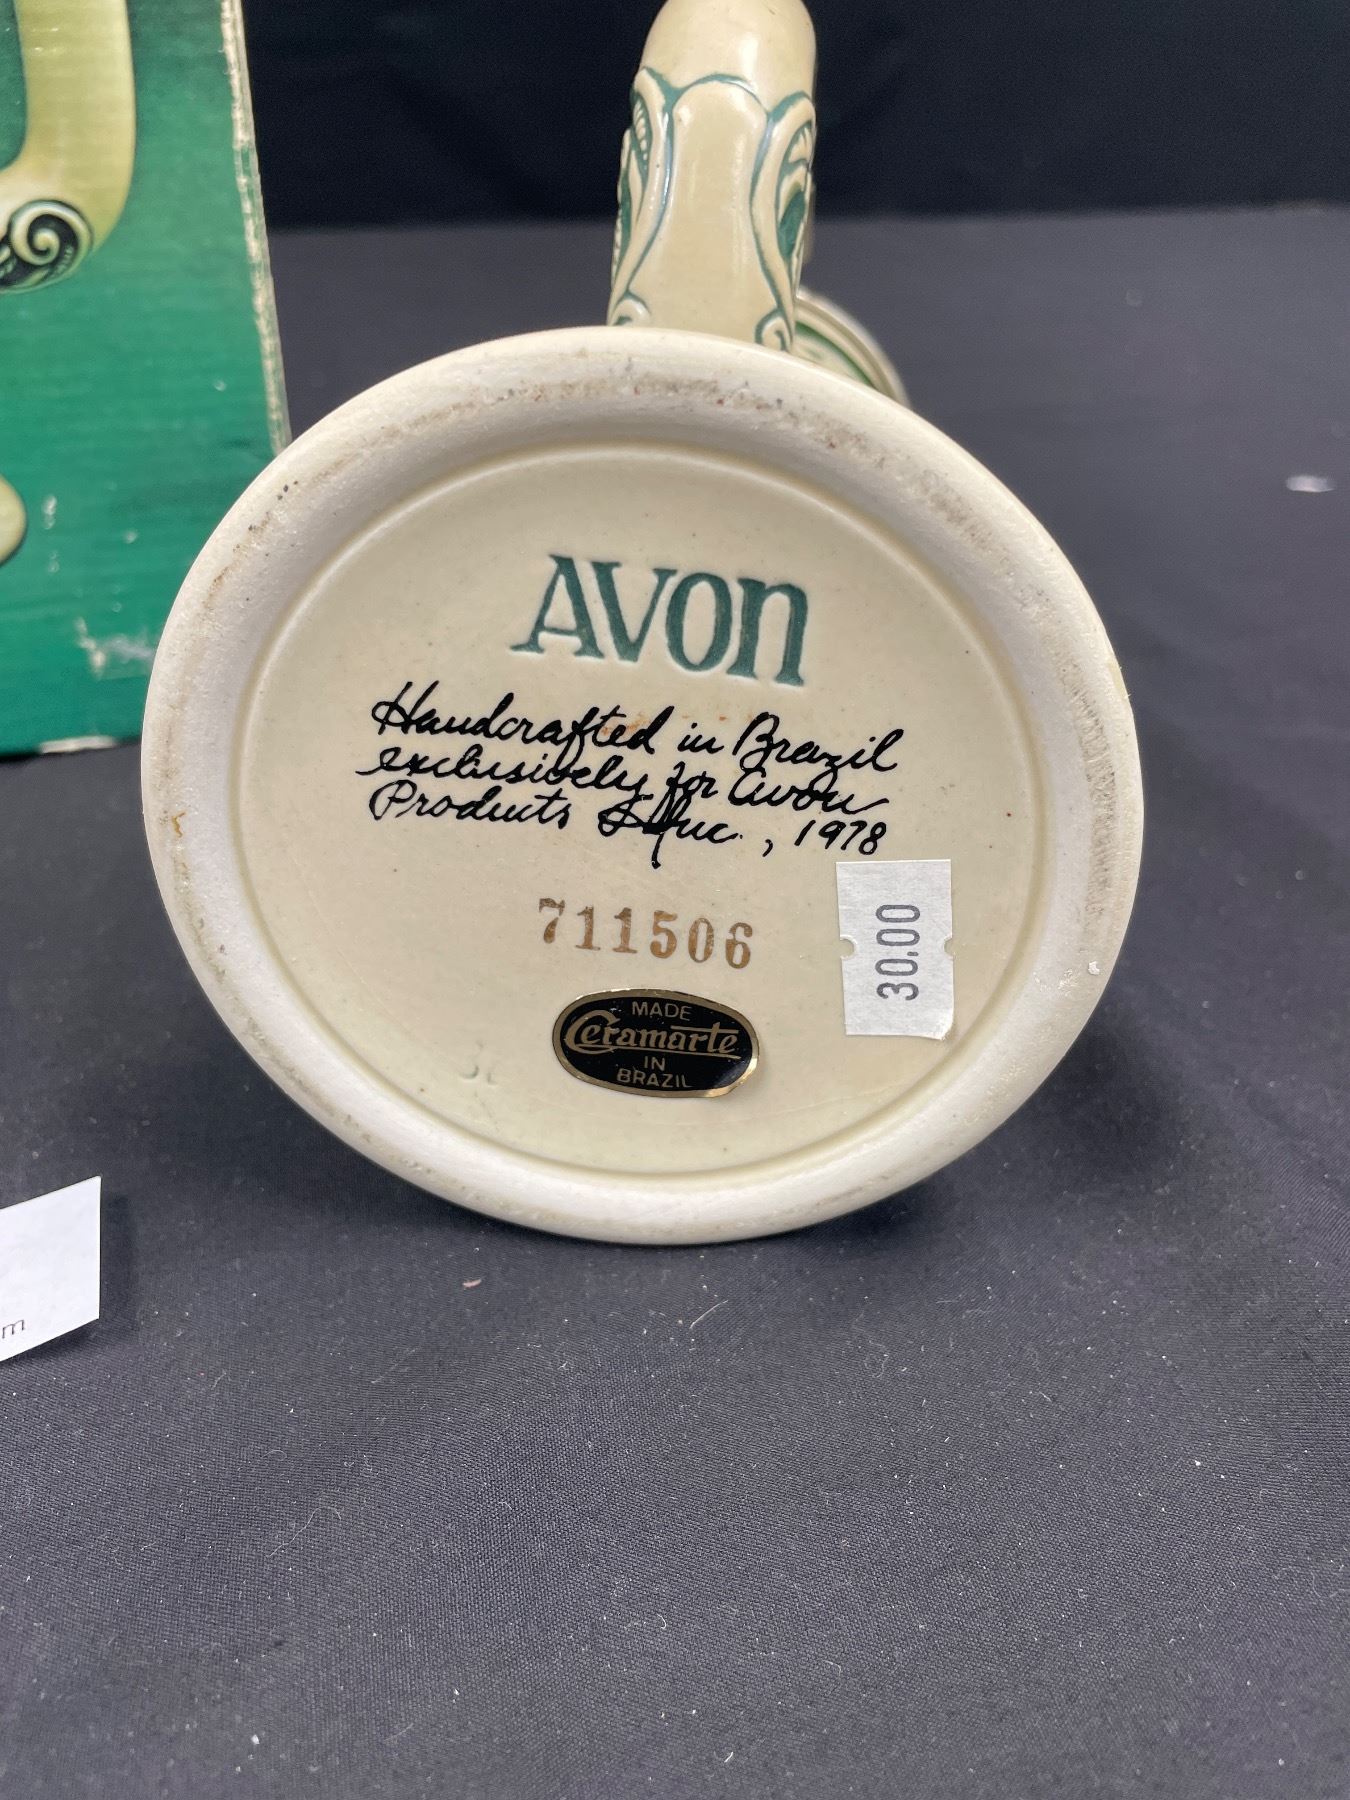 AVON
Handcrafted in Brazil
exclusively for Avon
Products Inc., 1978
711506
30.00
MADE
Ceramarte
IN
BRAZIL
m